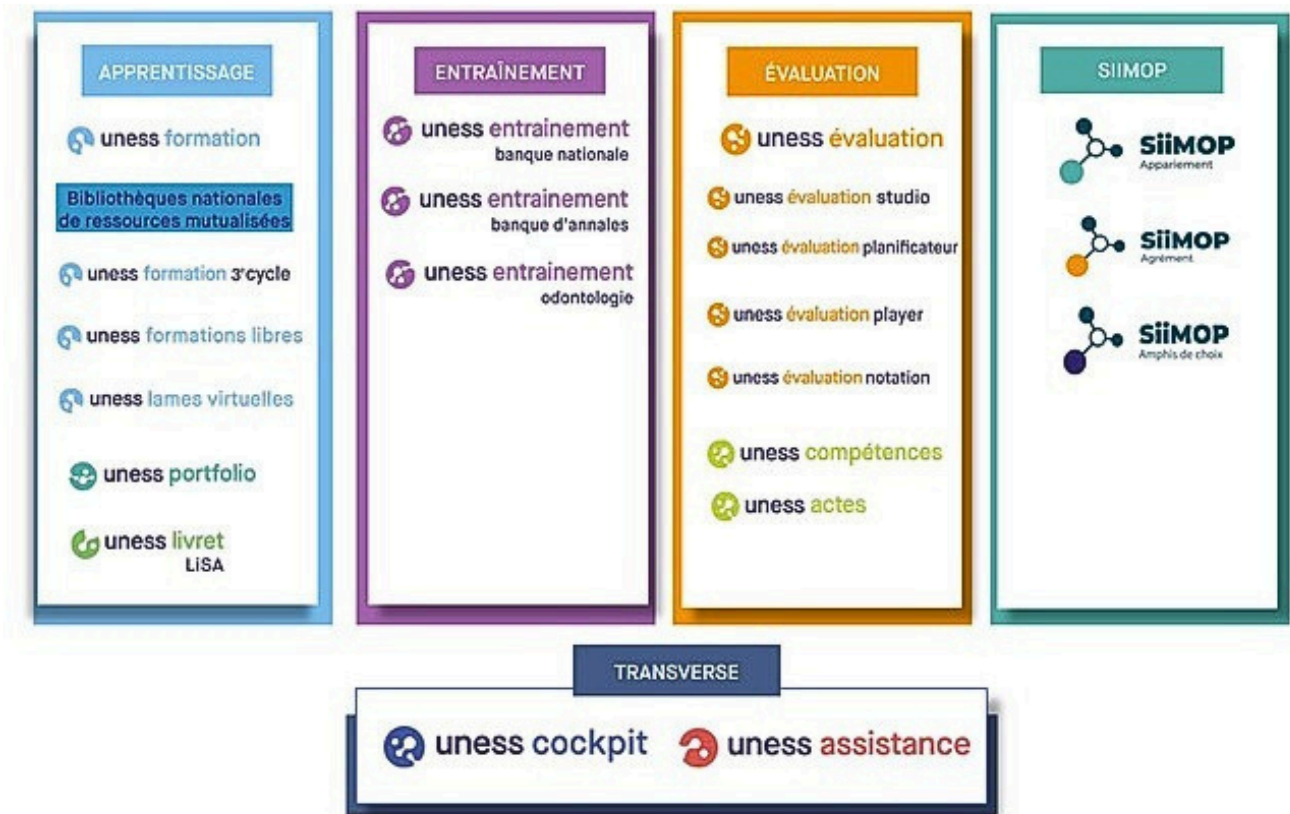 APPRENTISSAGE
uness formation
Bibliothèques nationales
de ressources mutualisées
uness formation 3ᵉcycle
uness formations libres
uness lames virtuelles
uness portfolio
uness livret
LiSA
ENTRAÎNEMENT
uness entrainement
banque nationale
uness entrainement
banque d'annales
uness entrainement
odontologie
ÉVALUATION
uness évaluation
uness évaluation studio
uness évaluation planificateur
uness évaluation player
uness évaluation notation
uness compétences
uness actes
SIIMOP
SiiMOP
Appariement
SiiMOP
Agrément
SiiMOP
Amphis de choix
TRANSVERSE
uness cockpit
uness assistance